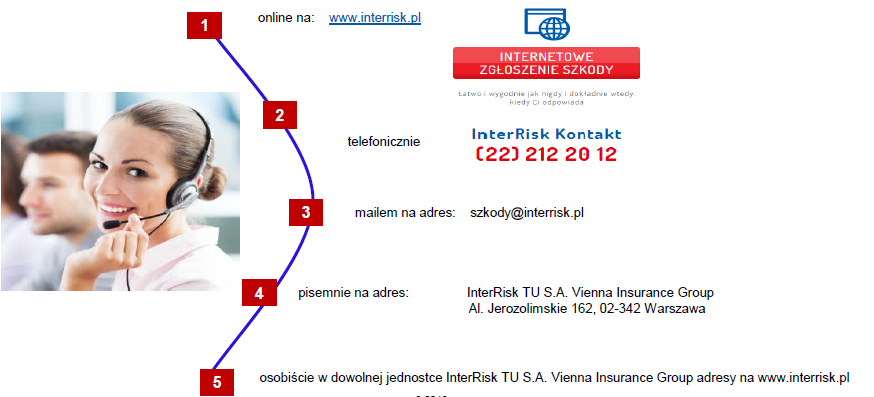 1
online na: www.interrisk.pl
INTERNETOWE
ZGŁOSZENIE SZKODY
Łatwo i wygodnie jak nigdy i dokładnie wtedy,
kiedy Ci odpowiada
2
telefonicznie
InterRisk Kontakt
(22) 212 20 12
3
mailem na adres: szkody@interrisk.pl
4
pisemnie na adres: InterRisk TU S.A. Vienna Insurance Group
Al. Jerozolimskie 162, 02-342 Warszawa
5
osobiście w dowolnej jednostce InterRisk TU S.A. Vienna Insurance Group adresy na www.interrisk.pl